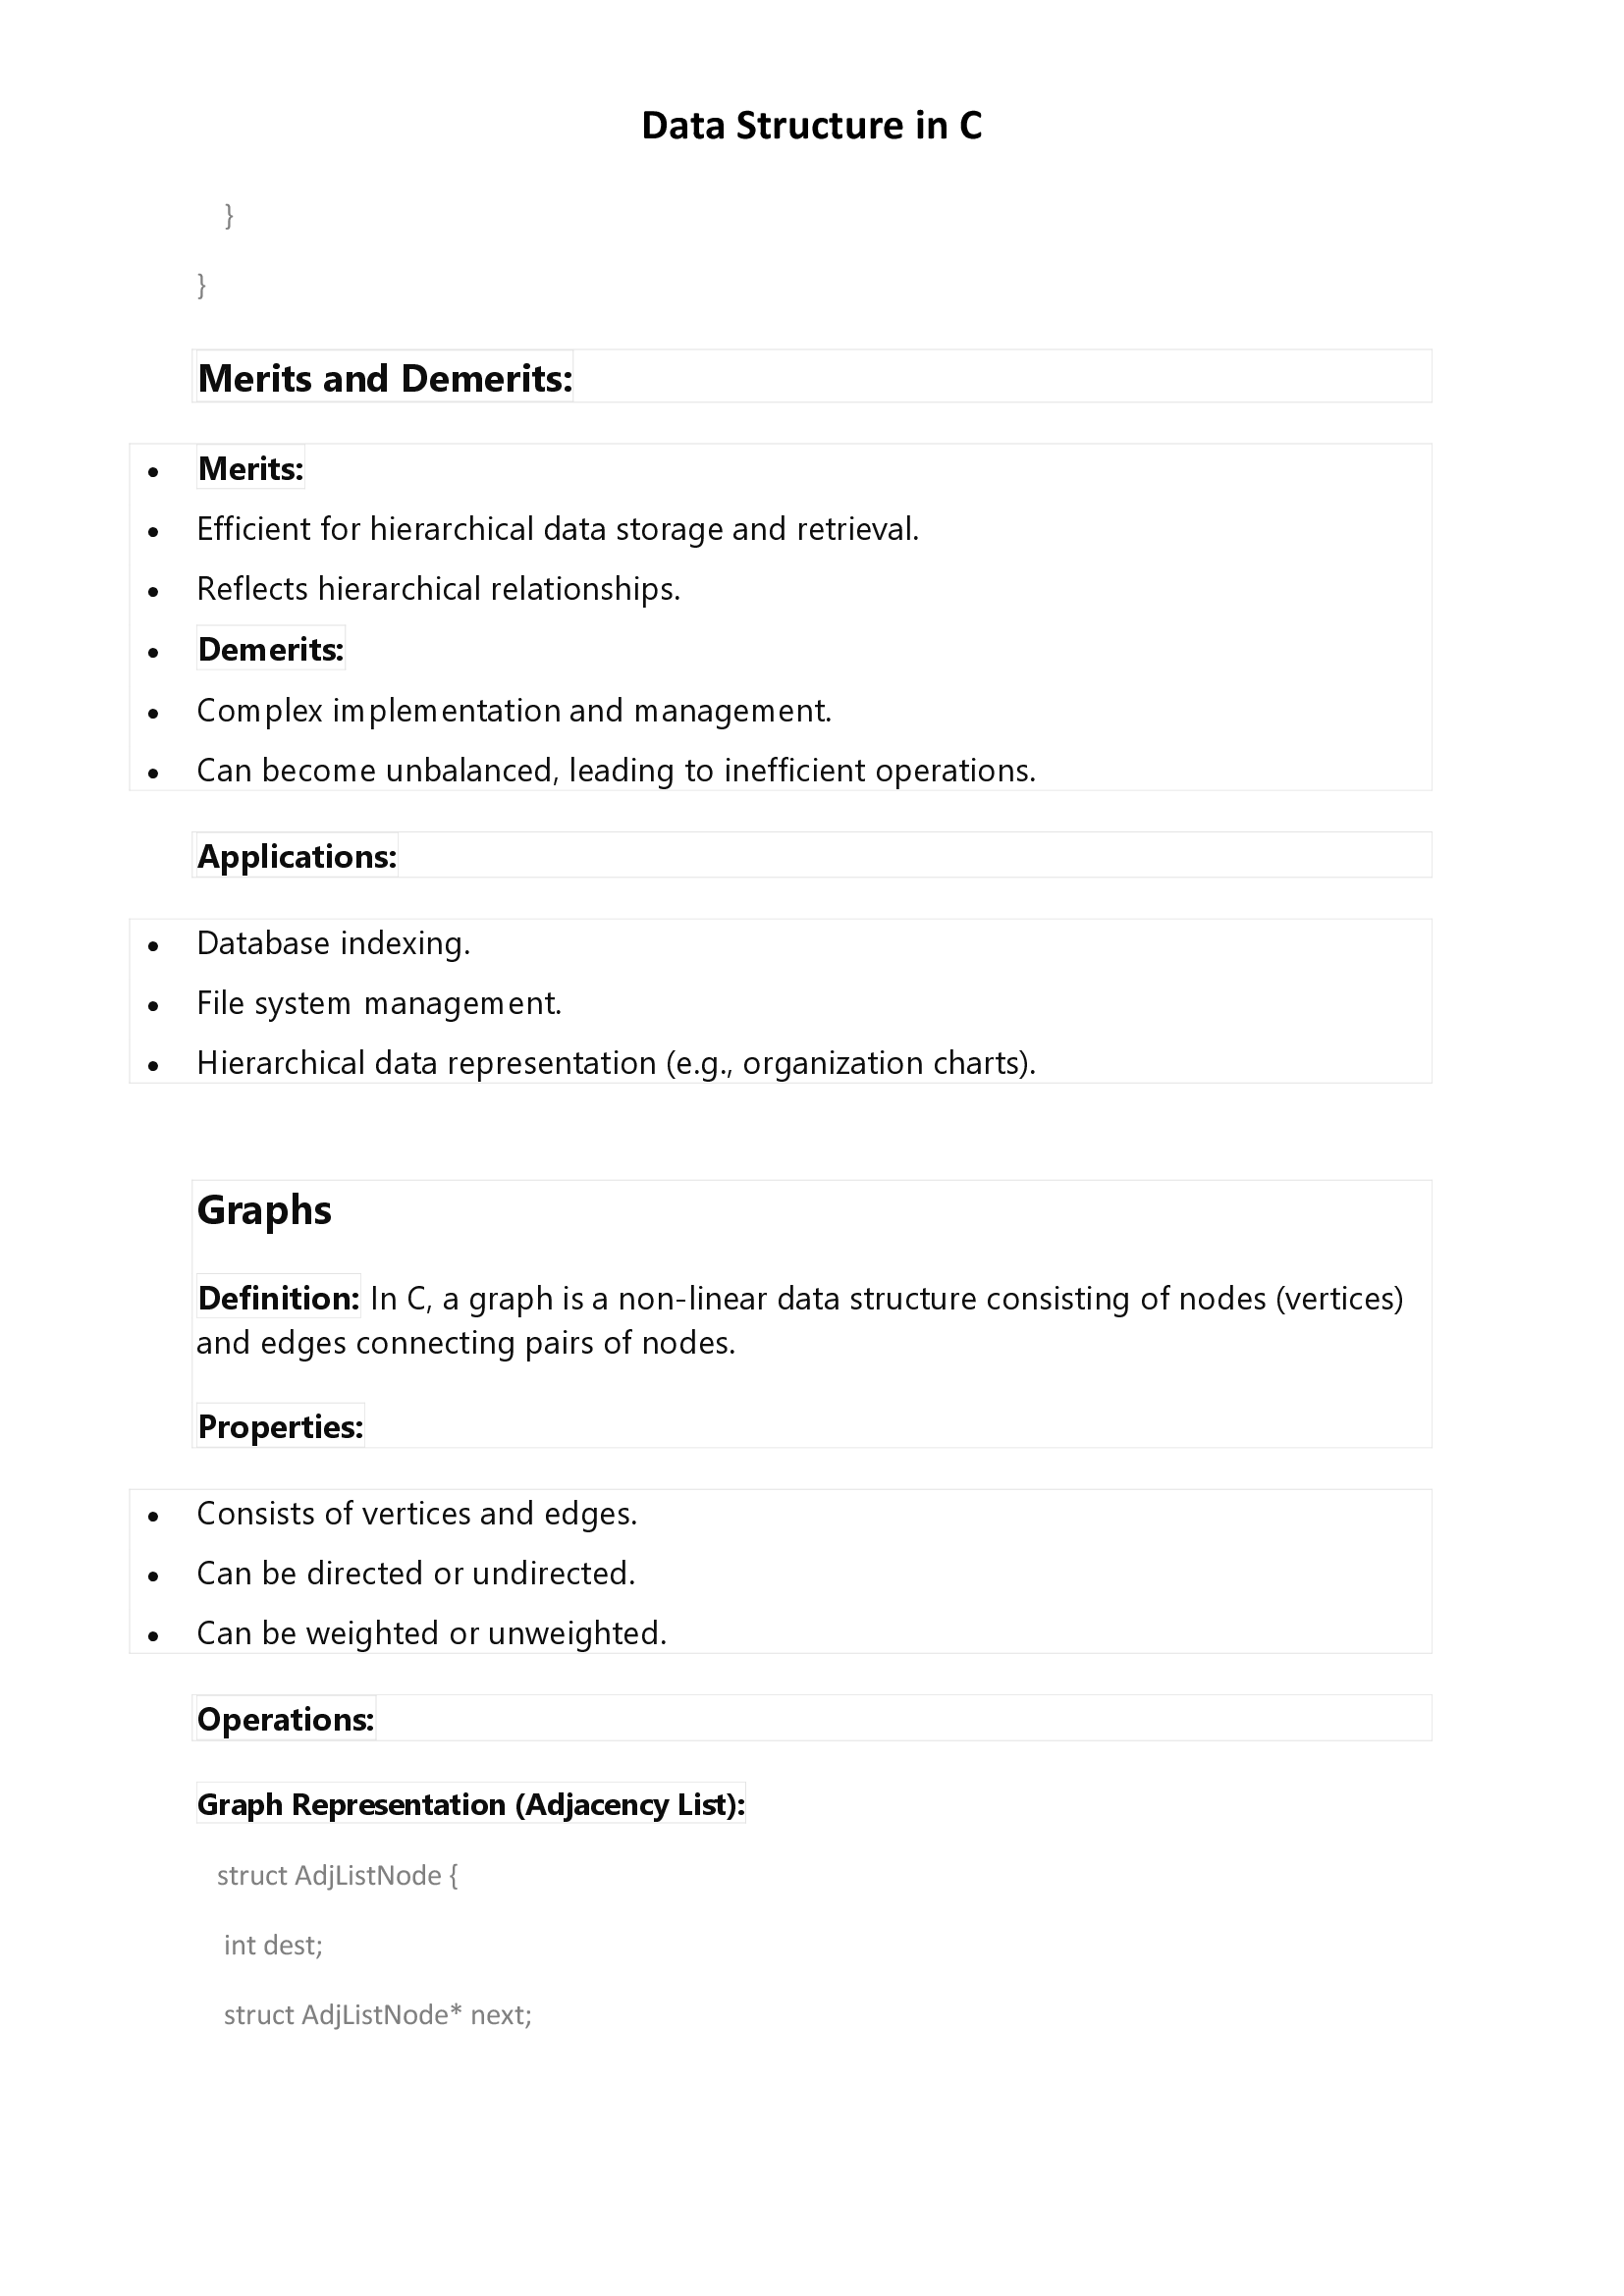 Data Structure in C
}
}
Merits and Demerits:
• Merits:
• Efficient for hierarchical data storage and retrieval.
• Reflects hierarchical relationships.
• Demerits:
• Complex implementation and management.
• Can become unbalanced, leading to inefficient operations.
Applications:
• Database indexing.
• File system management.
• Hierarchical data representation (e.g., organization charts).
Graphs
Definition: In C, a graph is a non-linear data structure consisting of nodes (vertices)
and edges connecting pairs of nodes.
Properties:
• Consists of vertices and edges.
• Can be directed or undirected.
• Can be weighted or unweighted.
Operations:
Graph Representation (Adjacency List):
struct AdjListNode {
int dest;
struct AdjListNode* next;